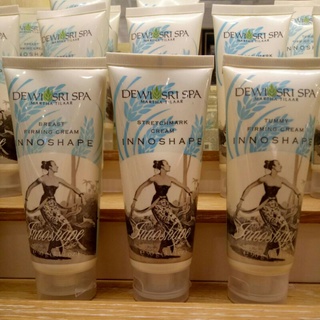 DEWI SRI SPA
MARTHA TILAAR
BREAST
FIRMING CREAM
INNOSHAPE
Innoshape
DEWI SRI SPA
MARTHA TILAAR
STRETCHMARK
CREAM
INNOSHAPE
Innoshape
DEWI SRI SPA
MARTHA TILAAR
TUMMY
FIRMING CREAM
INNOSHAPE
Innoshape